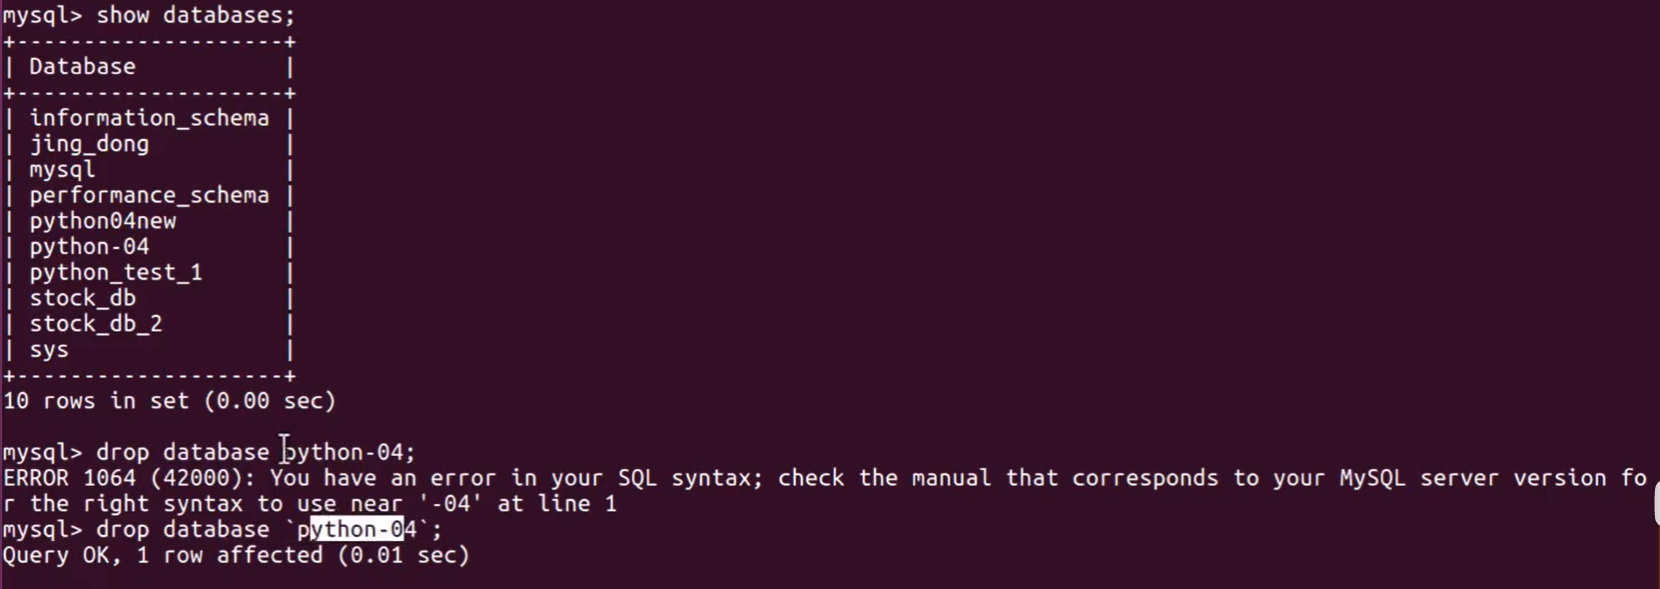 mysql> show databases;
+--------------------+
| Database           |
+--------------------+
| information_schema |
| jing_dong          |
| mysql              |
| performance_schema |
| python04new        |
| python-04          |
| python_test_1      |
| stock_db           |
| stock_db_2         |
| sys                |
+--------------------+
10 rows in set (0.00 sec)
mysql> drop database python-04;
ERROR 1064 (42000): You have an error in your SQL syntax; check the manual that corresponds to your MySQL server version fo
r the right syntax to use near '-04' at line 1
mysql> drop database `python-04`;
Query OK, 1 row affected (0.01 sec)